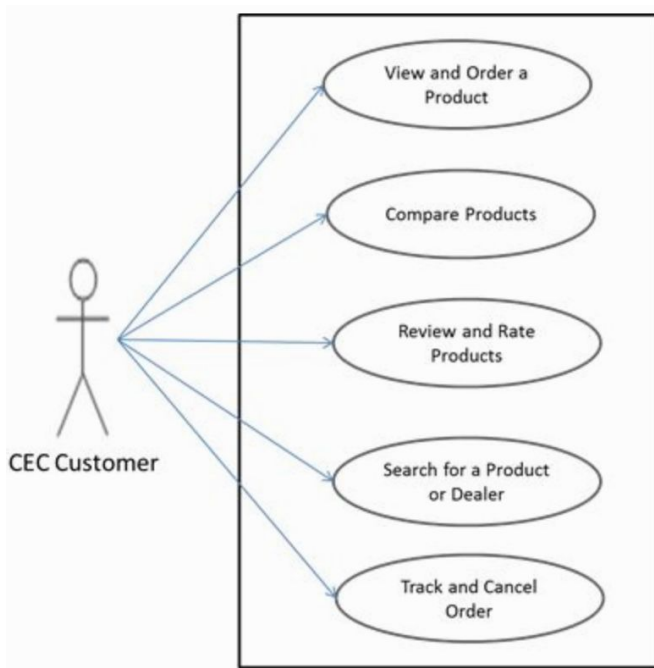 View and Order a
Product
Compare Products
Review and Rate
Products
CEC Customer
Search for a Product
or Dealer
Track and Cancel
Order